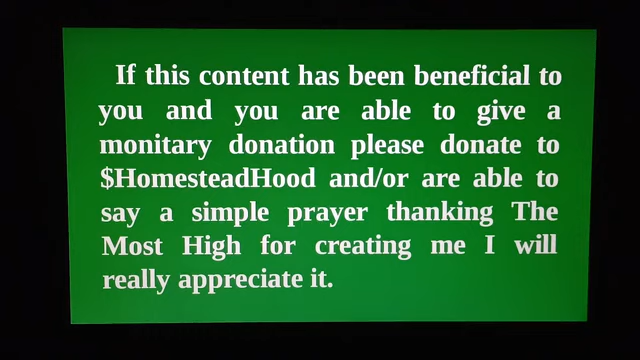 If this content has been beneficial to
you and you are able to give a
monitary donation please donate to
$HomesteadHood and/or are able to
say a simple prayer thanking The
Most High for creating me I will
really appreciate it.